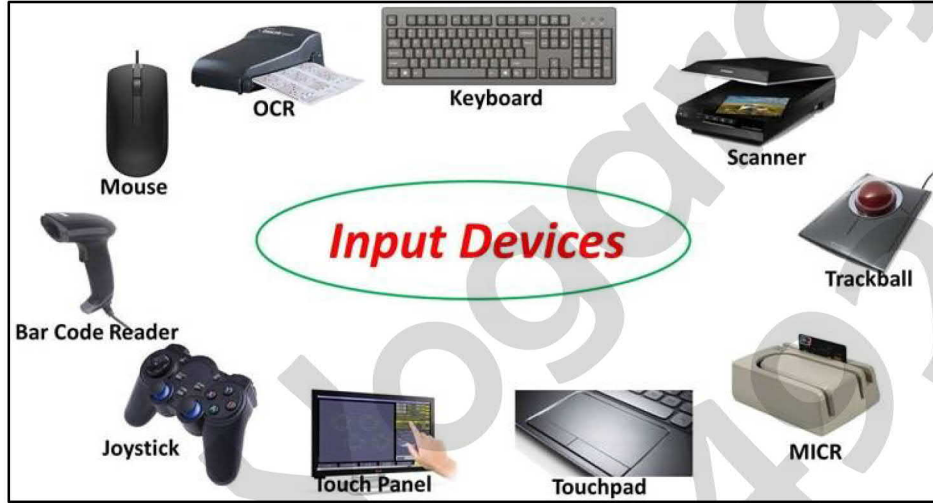 OCR
Keyboard
Mouse
Scanner
Input Devices
Trackball
Bar Code Reader
Joystick
Touch Panel
Touchpad
MICR